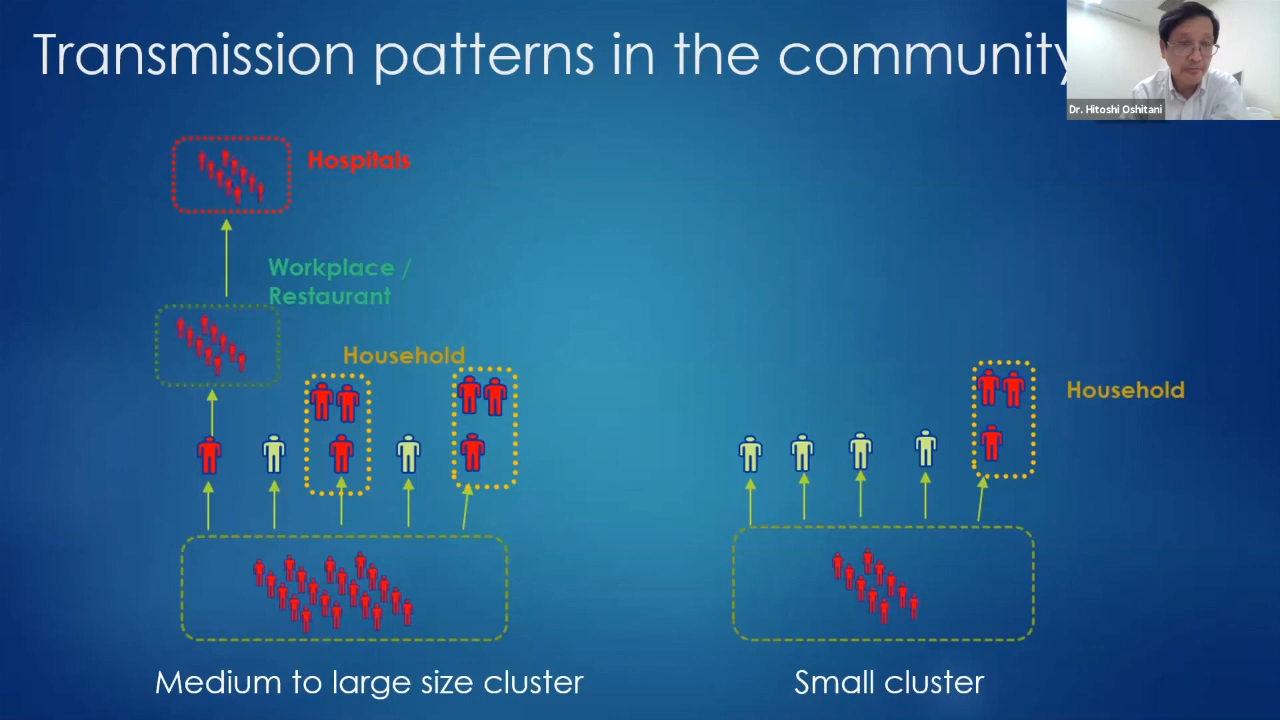 Transmission patterns in the community
Dr. Hitoshi Oshitani
Hospitals
Workplace /
Restaurant
Household
Household
Medium to large size cluster
Small cluster